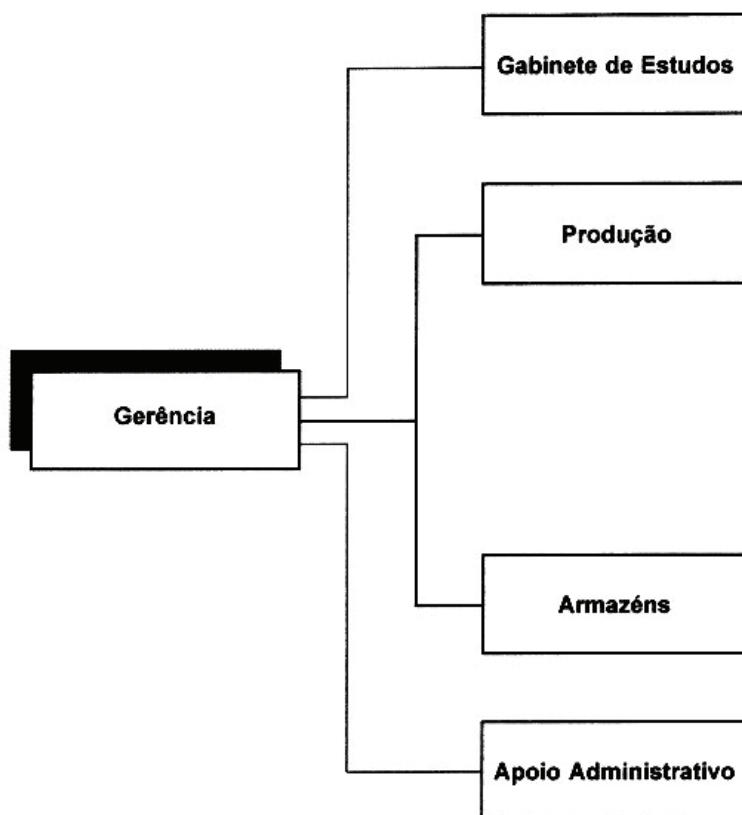 Gabinete de Estudos
Produção
Gerência
Armazéns
Apoio Administrativo